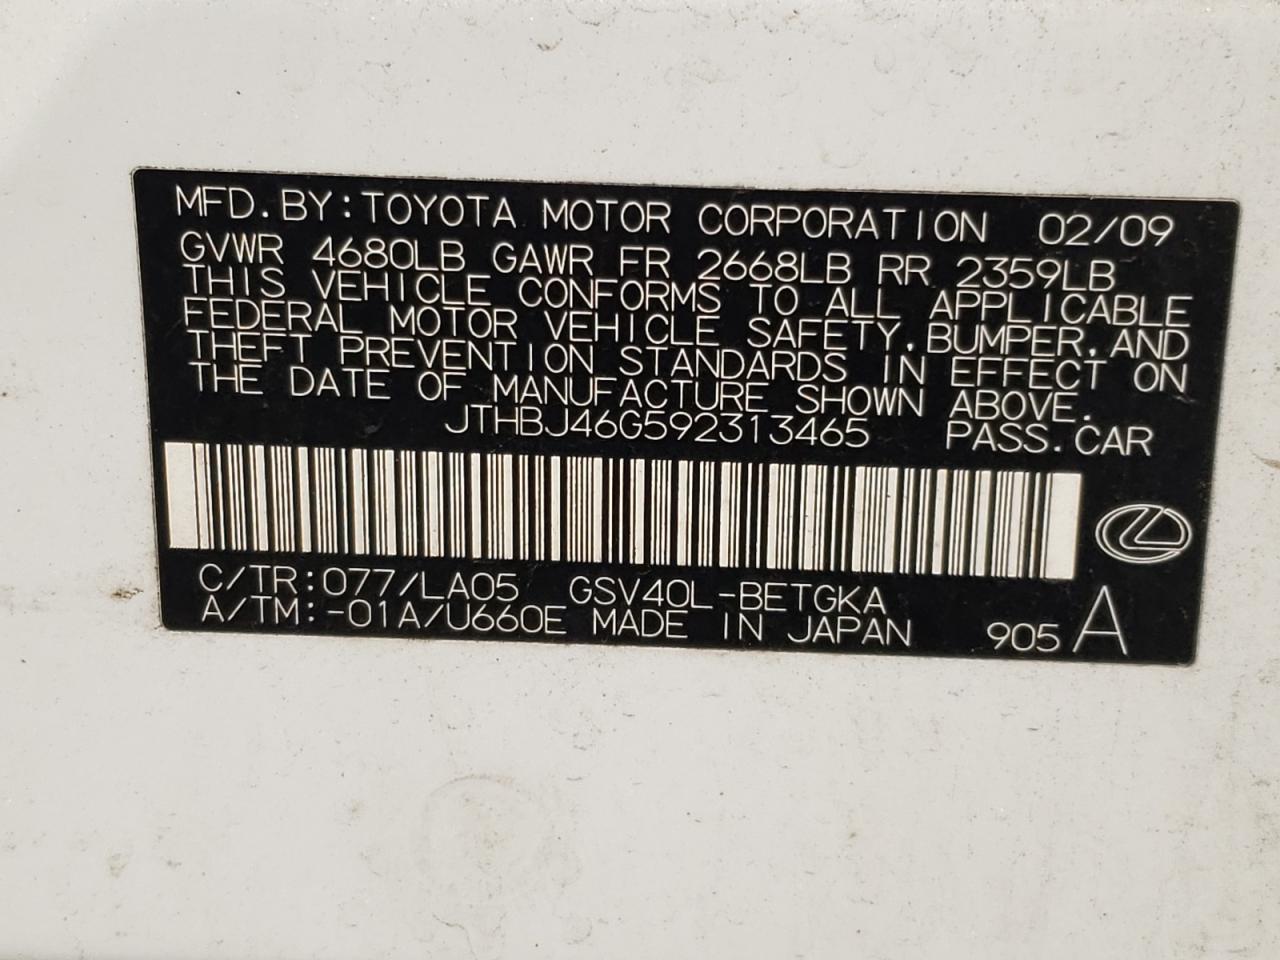 MFD. BY: TOYOTA MOTOR CORPORATION 02/09
GVWR 4680LB GAWR FR 2668LB RR 2359LB
THIS VEHICLE CONFORMS TO ALL APPLICABLE
FEDERAL MOTOR VEHICLE SAFETY, BUMPER, AND
THEFT PREVENTION STANDARDS IN EFFECT ON
THE DATE OF MANUFACTURE SHOWN ABOVE.
JTHBJ46G592313465 PASS. CAR
C/TR: 077/LA05 GSV40L-BETGKA
A/TM: -01A/U660E MADE IN JAPAN 905 A